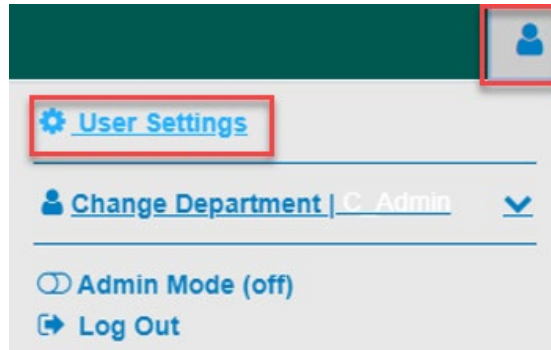 User Settings
Change Department | C_Admin
Admin Mode (off)
Log Out